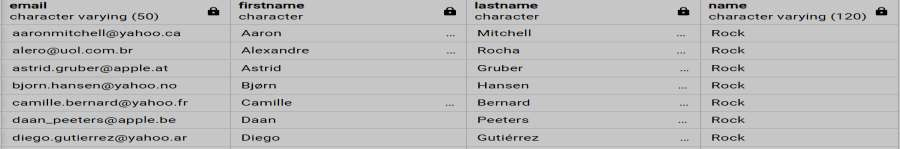 email firstname lastname name
character varying (50) character character character varying (120)
aaronmitchell@yahoo.ca Aaron ... Mitchell ... Rock
alero@uol.com.br Alexandre ... Rocha ... Rock
astrid.gruber@apple.at Astrid Gruber ... Rock
bjorn.hansen@yahoo.no Bjørn Hansen ... Rock
camille.bernard@yahoo.fr Camille ... Bernard ... Rock
daan_peeters@apple.be Daan Peeters ... Rock
diego.gutierrez@yahoo.ar Diego Gutiérrez ... Rock